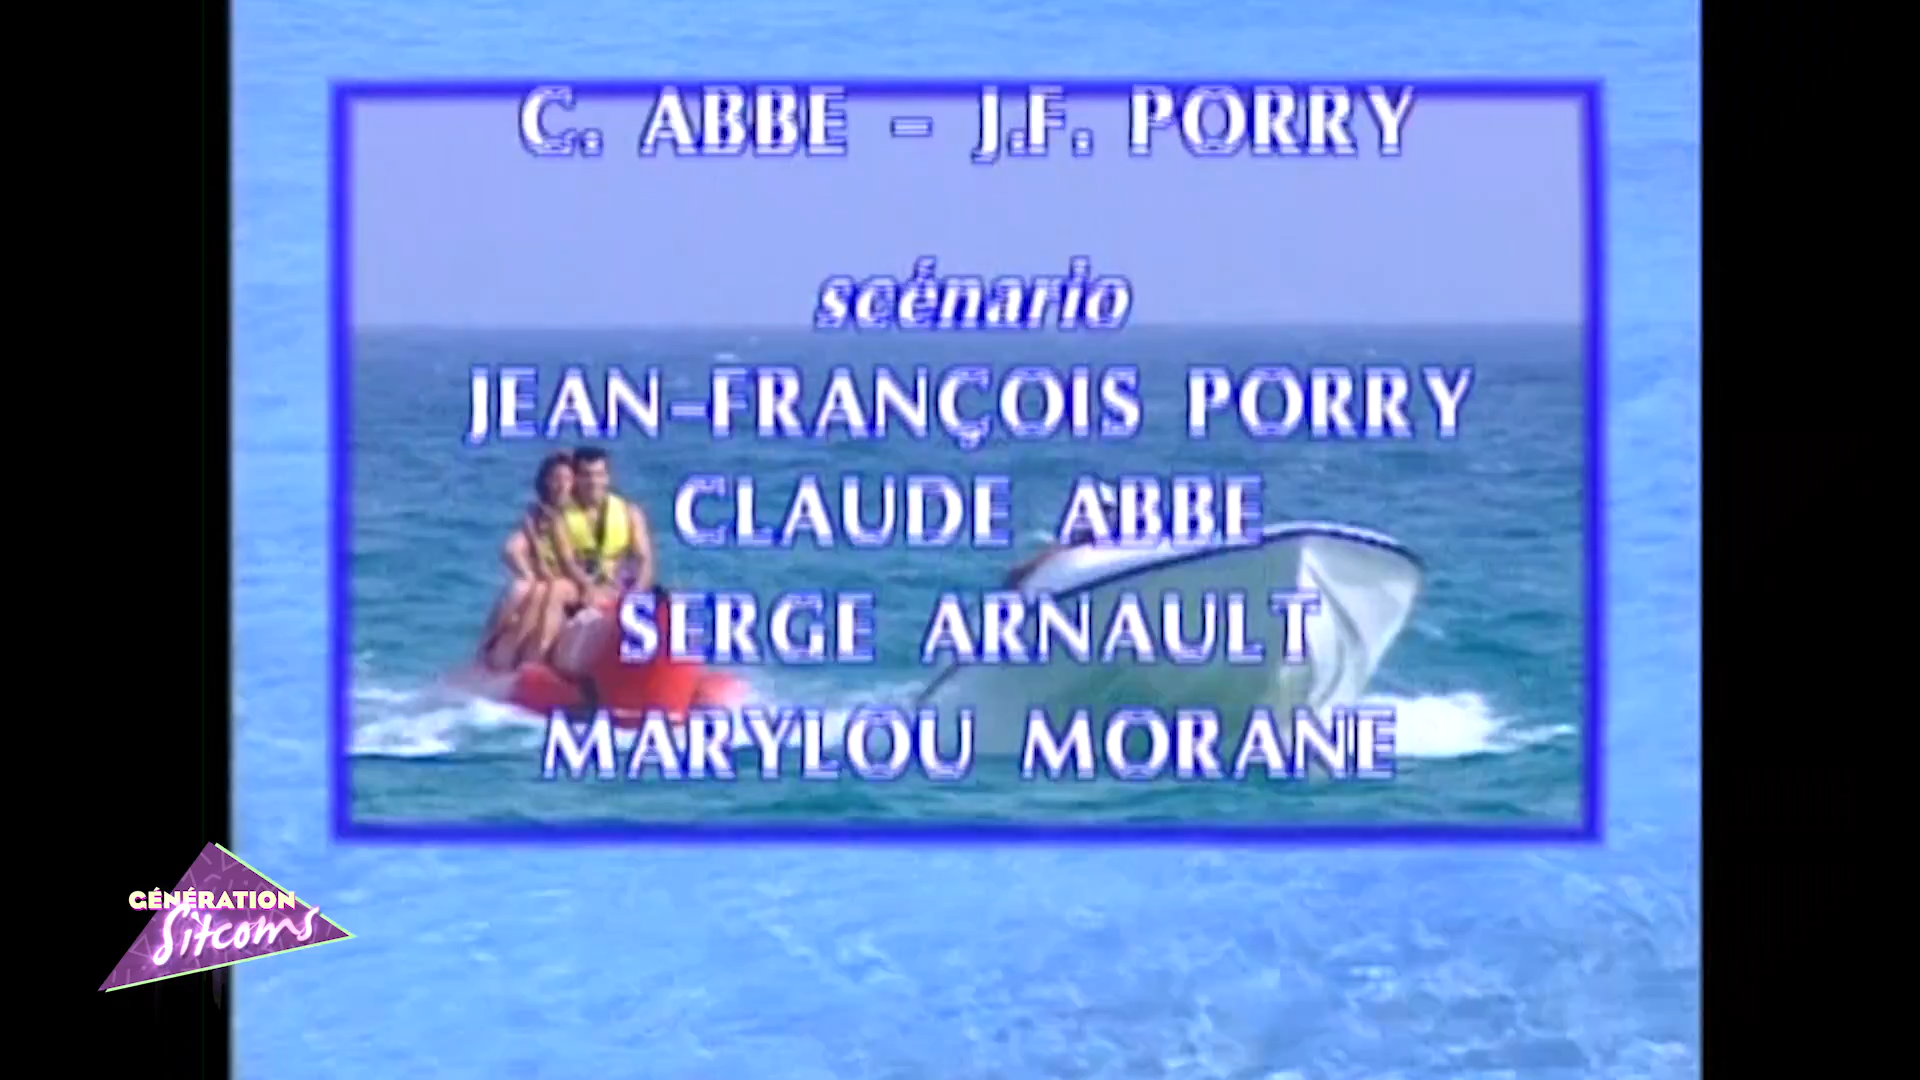 C. ABBE - J.F. PORRY
scénario
JEAN-FRANÇOIS PORRY
CLAUDE ABBE
SERGE ARNAULT
MARYLOU MORANE
GÉNÉRATION
Sitcoms